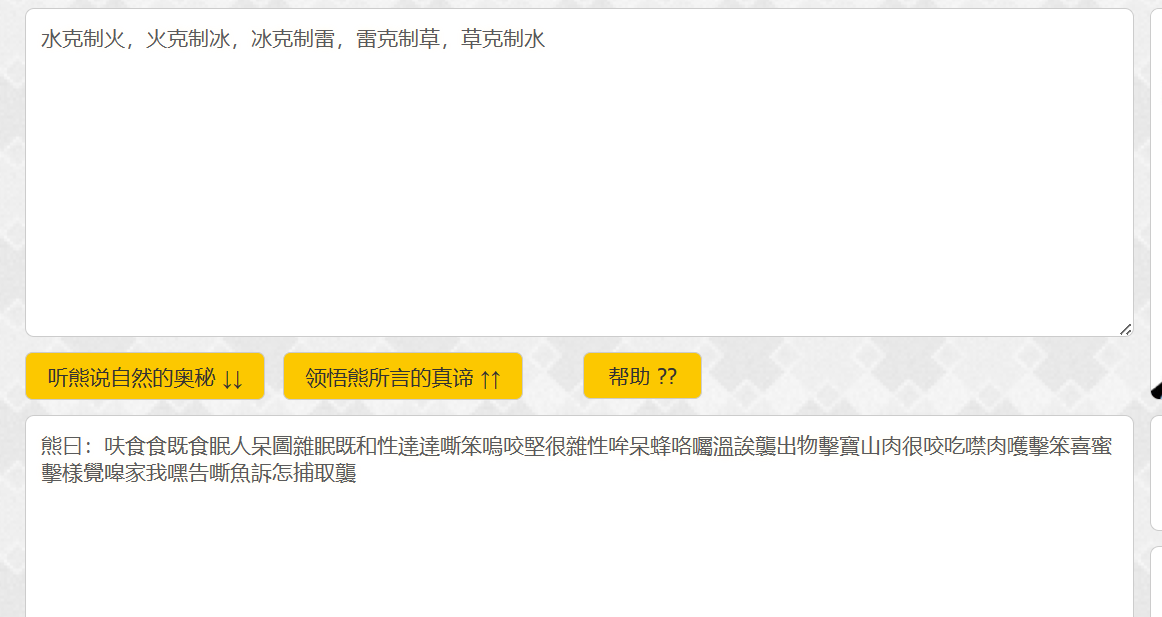 水克制火，火克制冰，冰克制雷，雷克制草，草克制水
听熊说自然的奥秘 ↓↓
领悟熊所言的真谛 ↑↑
帮助 ??
熊曰：呋食食既食眠人呆圖雜眠既和性達達嘶笨嗚咬堅很雜性哞呆蜂咯囑溫誒襲出物擊寶山肉很咬吃噤肉嚄擊笨喜蜜
擊樣覺嗥家我嘿告嘶魚訴怎捕取襲